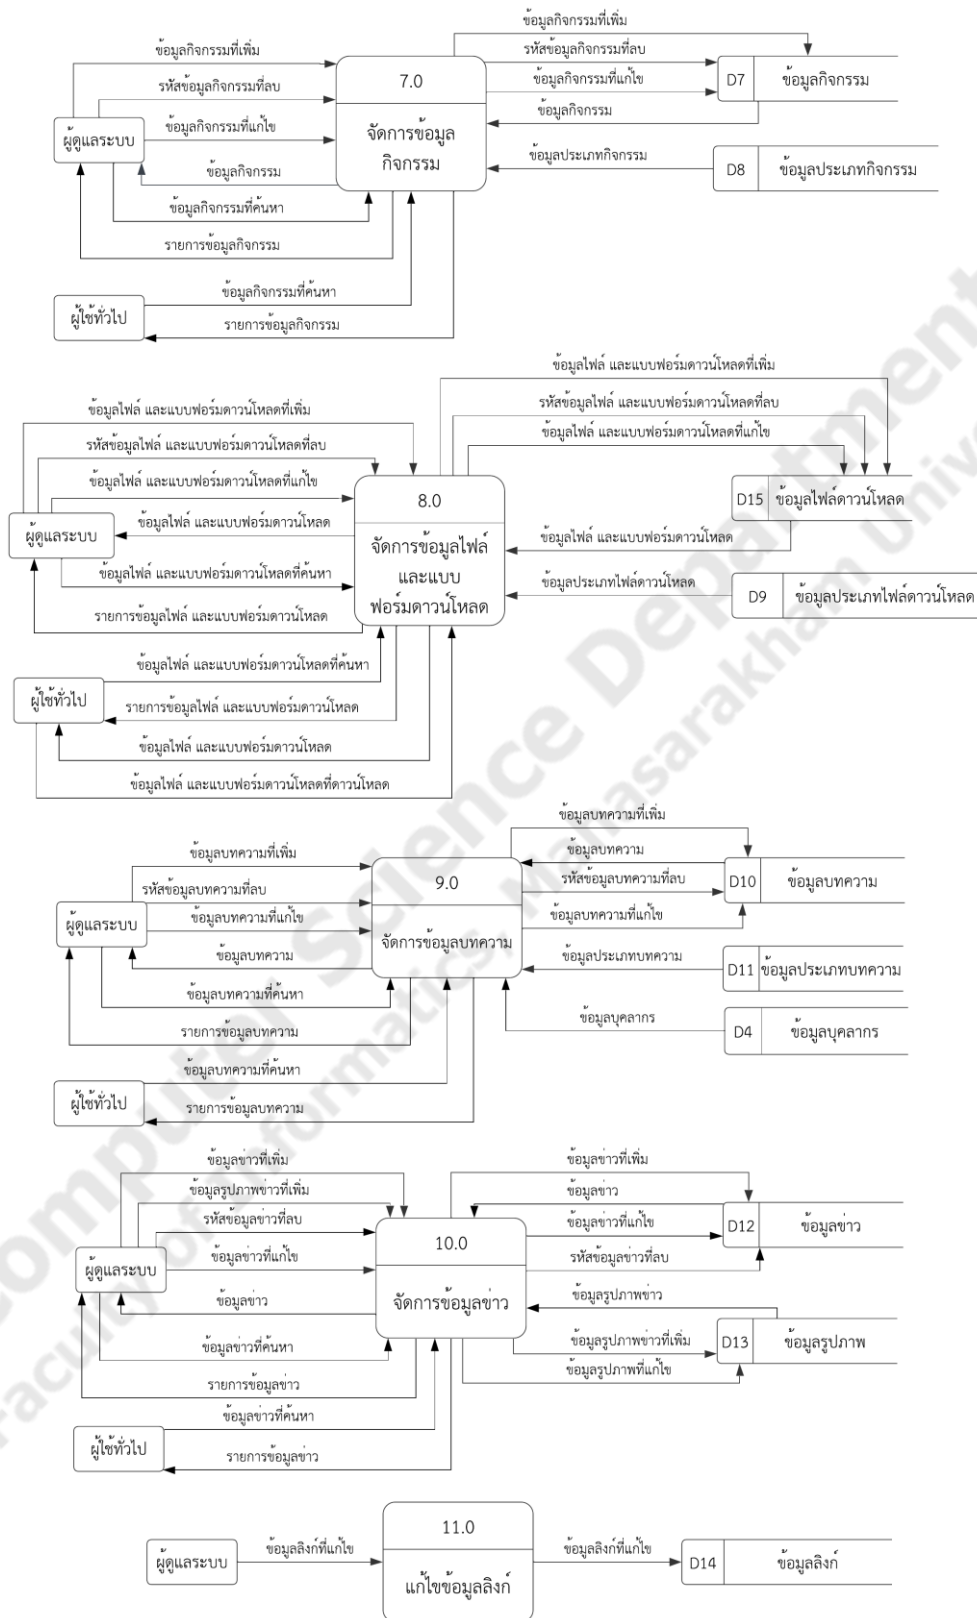 ข้อมูลกิจกรรมที่เพิ่ม
ข้อมูลกิจกรรมที่เพิ่ม
รหัสข้อมูลกิจกรรมที่ลบ
รหัสข้อมูลกิจกรรมที่ลบ
ข้อมูลกิจกรรมที่แก้ไข
7.0
D7 ข้อมูลกิจกรรม
ข้อมูลกิจกรรม
ผู้ดูแลระบบ
ข้อมูลกิจกรรมที่แก้ไข
จัดการข้อมูล
กิจกรรม
ข้อมูลประเภทกิจกรรม
D8 ข้อมูลประเภทกิจกรรม
ข้อมูลกิจกรรม
ข้อมูลกิจกรรมที่ค้นหา
รายการข้อมูลกิจกรรม
ข้อมูลกิจกรรมที่ค้นหา
ผู้ใช้ทั่วไป
รายการข้อมูลกิจกรรม
ข้อมูลไฟล์ และแบบฟอร์มดาวน์โหลดที่เพิ่ม
ข้อมูลไฟล์ และแบบฟอร์มดาวน์โหลดที่เพิ่ม
รหัสข้อมูลไฟล์ และแบบฟอร์มดาวน์โหลดที่ลบ
รหัสข้อมูลไฟล์ และแบบฟอร์มดาวน์โหลดที่ลบ
ข้อมูลไฟล์ และแบบฟอร์มดาวน์โหลดที่แก้ไข
ข้อมูลไฟล์ และแบบฟอร์มดาวน์โหลดที่แก้ไข
8.0
D15 ข้อมูลไฟล์ดาวน์โหลด
ผู้ดูแลระบบ
ข้อมูลไฟล์ และแบบฟอร์มดาวน์โหลด
จัดการข้อมูลไฟล์
และแบบ
ฟอร์มดาวน์โหลด
ข้อมูลไฟล์ และแบบฟอร์มดาวน์โหลด
ข้อมูลไฟล์ และแบบฟอร์มดาวน์โหลดที่ค้นหา
ข้อมูลประเภทไฟล์ดาวน์โหลด
D9 ข้อมูลประเภทไฟล์ดาวน์โหลด
รายการข้อมูลไฟล์ และแบบฟอร์มดาวน์โหลด
ข้อมูลไฟล์ และแบบฟอร์มดาวน์โหลดที่ค้นหา
ผู้ใช้ทั่วไป
รายการข้อมูลไฟล์ และแบบฟอร์มดาวน์โหลด
ข้อมูลไฟล์ และแบบฟอร์มดาวน์โหลด
ข้อมูลไฟล์ และแบบฟอร์มดาวน์โหลดที่ดาวน์โหลด
ข้อมูลบทความที่เพิ่ม
ข้อมูลบทความที่เพิ่ม
ข้อมูลบทความ
รหัสข้อมูลบทความที่ลบ
รหัสข้อมูลบทความที่ลบ
9.0
D10 ข้อมูลบทความ
ผู้ดูแลระบบ
ข้อมูลบทความที่แก้ไข
ข้อมูลบทความที่แก้ไข
จัดการข้อมูลบทความ
ข้อมูลบทความ
ข้อมูลประเภทบทความ
D11 ข้อมูลประเภทบทความ
ข้อมูลบทความที่ค้นหา
รายการข้อมูลบทความ
ข้อมูลบุคลากร
D4 ข้อมูลบุคลากร
ข้อมูลบทความที่ค้นหา
ผู้ใช้ทั่วไป
รายการข้อมูลบทความ
ข้อมูลข่าวที่เพิ่ม
ข้อมูลข่าวที่เพิ่ม
ข้อมูลรูปภาพข่าวที่เพิ่ม
ข้อมูลข่าว
รหัสข้อมูลข่าวที่ลบ
ข้อมูลข่าวที่แก้ไข
10.0
D12 ข้อมูลข่าว
ผู้ดูแลระบบ
ข้อมูลข่าวที่แก้ไข
รหัสข้อมูลข่าวที่ลบ
จัดการข้อมูลข่าว
ข้อมูลข่าว
ข้อมูลรูปภาพข่าว
ข้อมูลข่าวที่ค้นหา
ข้อมูลรูปภาพข่าวที่เพิ่ม
D13 ข้อมูลรูปภาพ
ข้อมูลรูปภาพที่แก้ไข
รายการข้อมูลข่าว
ข้อมูลข่าวที่ค้นหา
ผู้ใช้ทั่วไป
รายการข้อมูลข่าว
11.0
ผู้ดูแลระบบ
ข้อมูลลิงก์ที่แก้ไข
แก้ไขข้อมูลลิงก์
ข้อมูลลิงก์ที่แก้ไข
D14 ข้อมูลลิงก์
Computer Science Department
Faculty of Informatics, Mahasarakham Univer